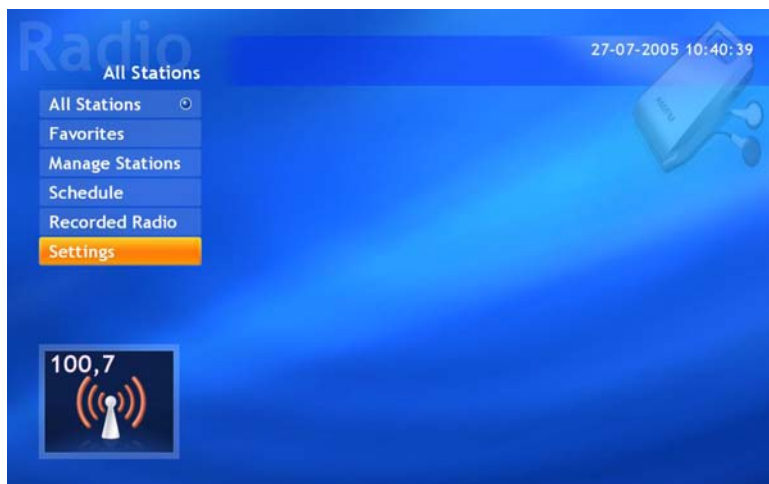 Radio
27-07-2005 10:40:39
All Stations
All Stations
Favorites
Manage Stations
Schedule
Recorded Radio
Settings
100,7